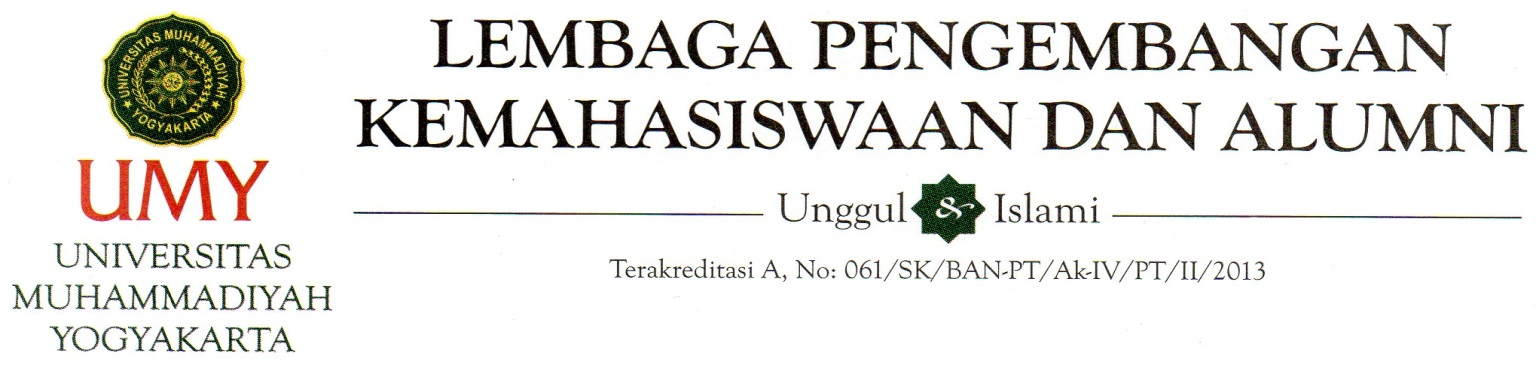 UNIVERSITAS MUHAMMADIYAH
YOGYAKARTA
UMY
UNIVERSITAS
MUHAMMADIYAH
YOGYAKARTA
LEMBAGA PENGEMBANGAN
KEMAHASISWAAN DAN ALUMNI
Unggul & Islami
Terakreditasi A, No: 061/SK/BAN-PT/Ak-IV/PT/II/2013